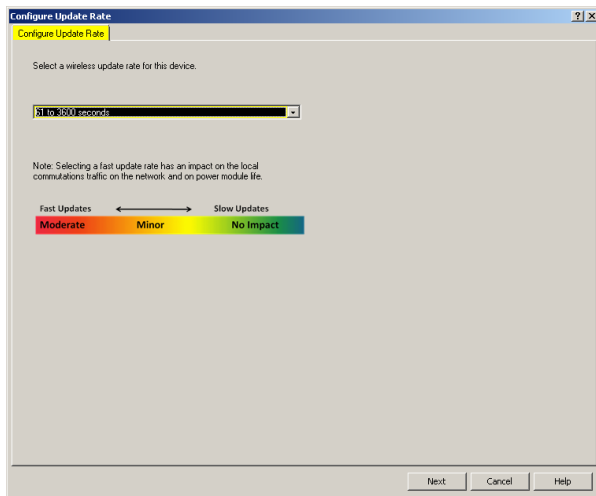 Configure Update Rate
Configure Update Rate
Select a wireless update rate for this device.
61 to 3600 seconds
Note: Selecting a fast update rate has an impact on the local
commutations traffic on the network and on power module life.
Fast Updates Slow Updates
Moderate Minor No Impact
Next Cancel Help